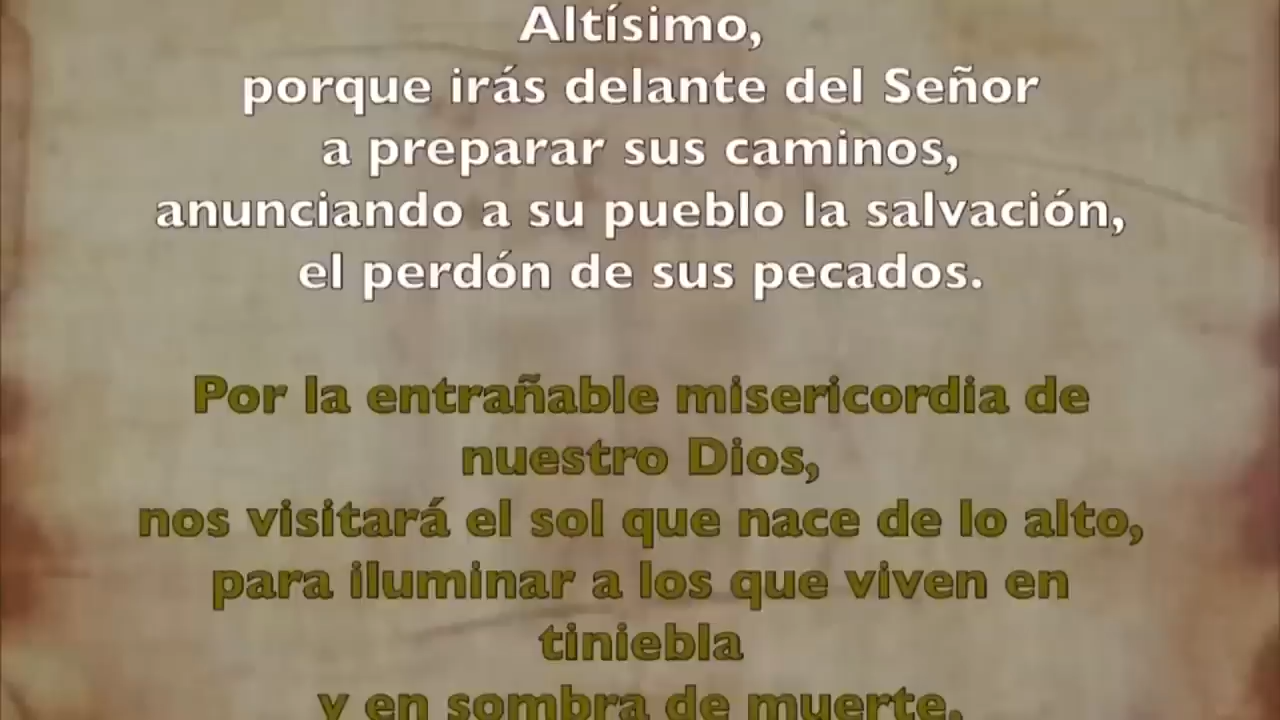 Altísimo,
porque irás delante del Señor
a preparar sus caminos,
anunciando a su pueblo la salvación,
el perdón de sus pecados.
Por la entrañable misericordia de
nuestro Dios,
nos visitará el sol que nace de lo alto,
para iluminar a los que viven en
tiniebla
y en sombra de muerte,